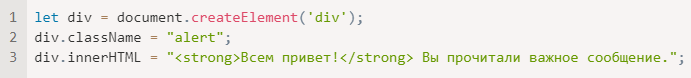 1 let div = document.createElement('div');
2 div.className = "alert";
3 div.innerHTML = "<strong>Всем привет!</strong> Вы прочитали важное сообщение.";